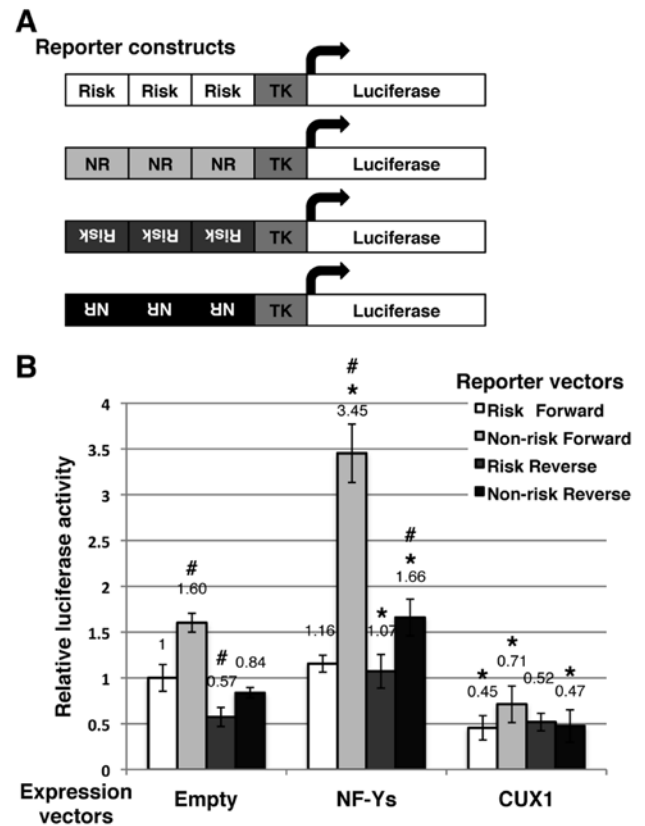 A
Reporter constructs
Risk Risk Risk TK Luciferase
NR NR NR TK Luciferase
Risk Risk Risk TK Luciferase
NR NR NR TK Luciferase
B
Reporter vectors
Risk Forward
Non-risk Forward
Risk Reverse
Non-risk Reverse
Relative luciferase activity
4
3.5
3
2.5
2
1.5
1
0.5
0
1
#
1.60
#
0.57
0.84
1.16
#
*
3.45
*
1.07
#
*
1.66
*
0.45
*
0.71
0.52
*
0.47
Expression vectors
Empty NF-Ys CUX1